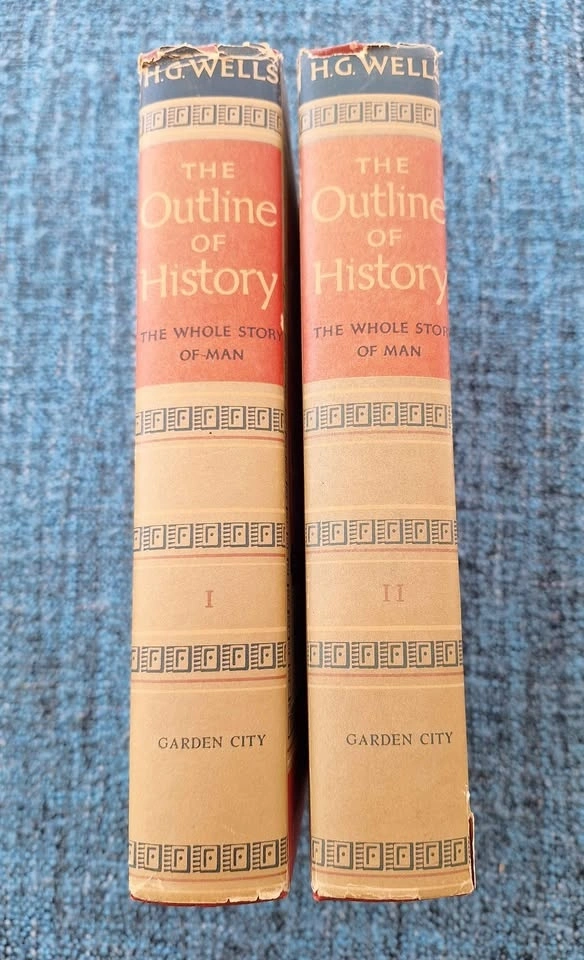 H.G. WELLS
THE
Outline
OF
History
THE WHOLE STORY
OF MAN
I
GARDEN CITY
H.G. WELLS
THE
Outline
OF
History
THE WHOLE STOR
OF MAN
II
GARDEN CITY